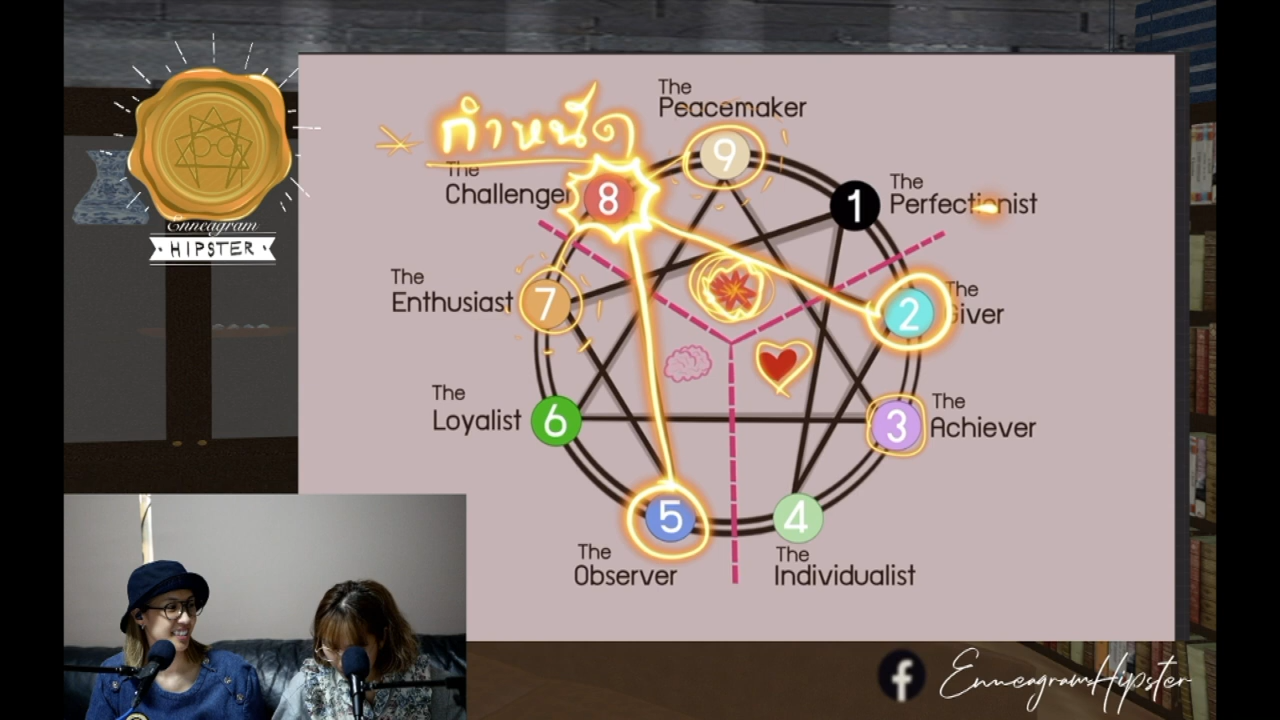 Enneagram
HIPSTER
กำหนัด
The
Peacemaker
9
The
Challenger
8
1
The
Perfectionist
The
Enthusiast
7
2
The
Giver
The
Loyalist
6
3
The
Achiever
5
The
Observer
4
The
Individualist
f
EnneagramHipster